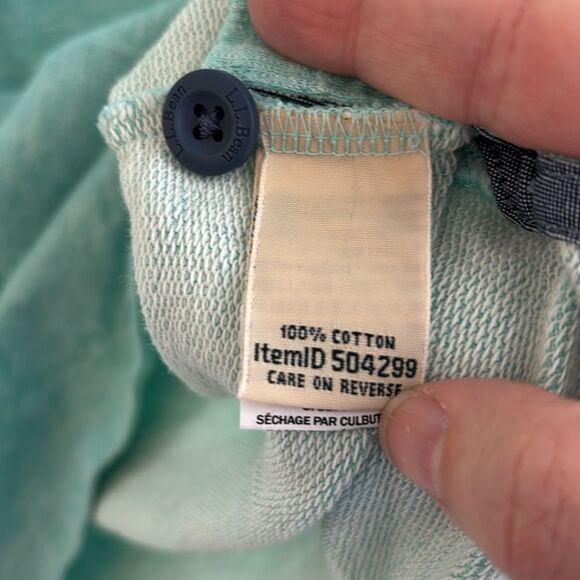 L.L.Bean
L.L.Bean
100% COTTON
ItemID 504299
CARE ON REVERSE
SÉCHAGE PAR CULBUT